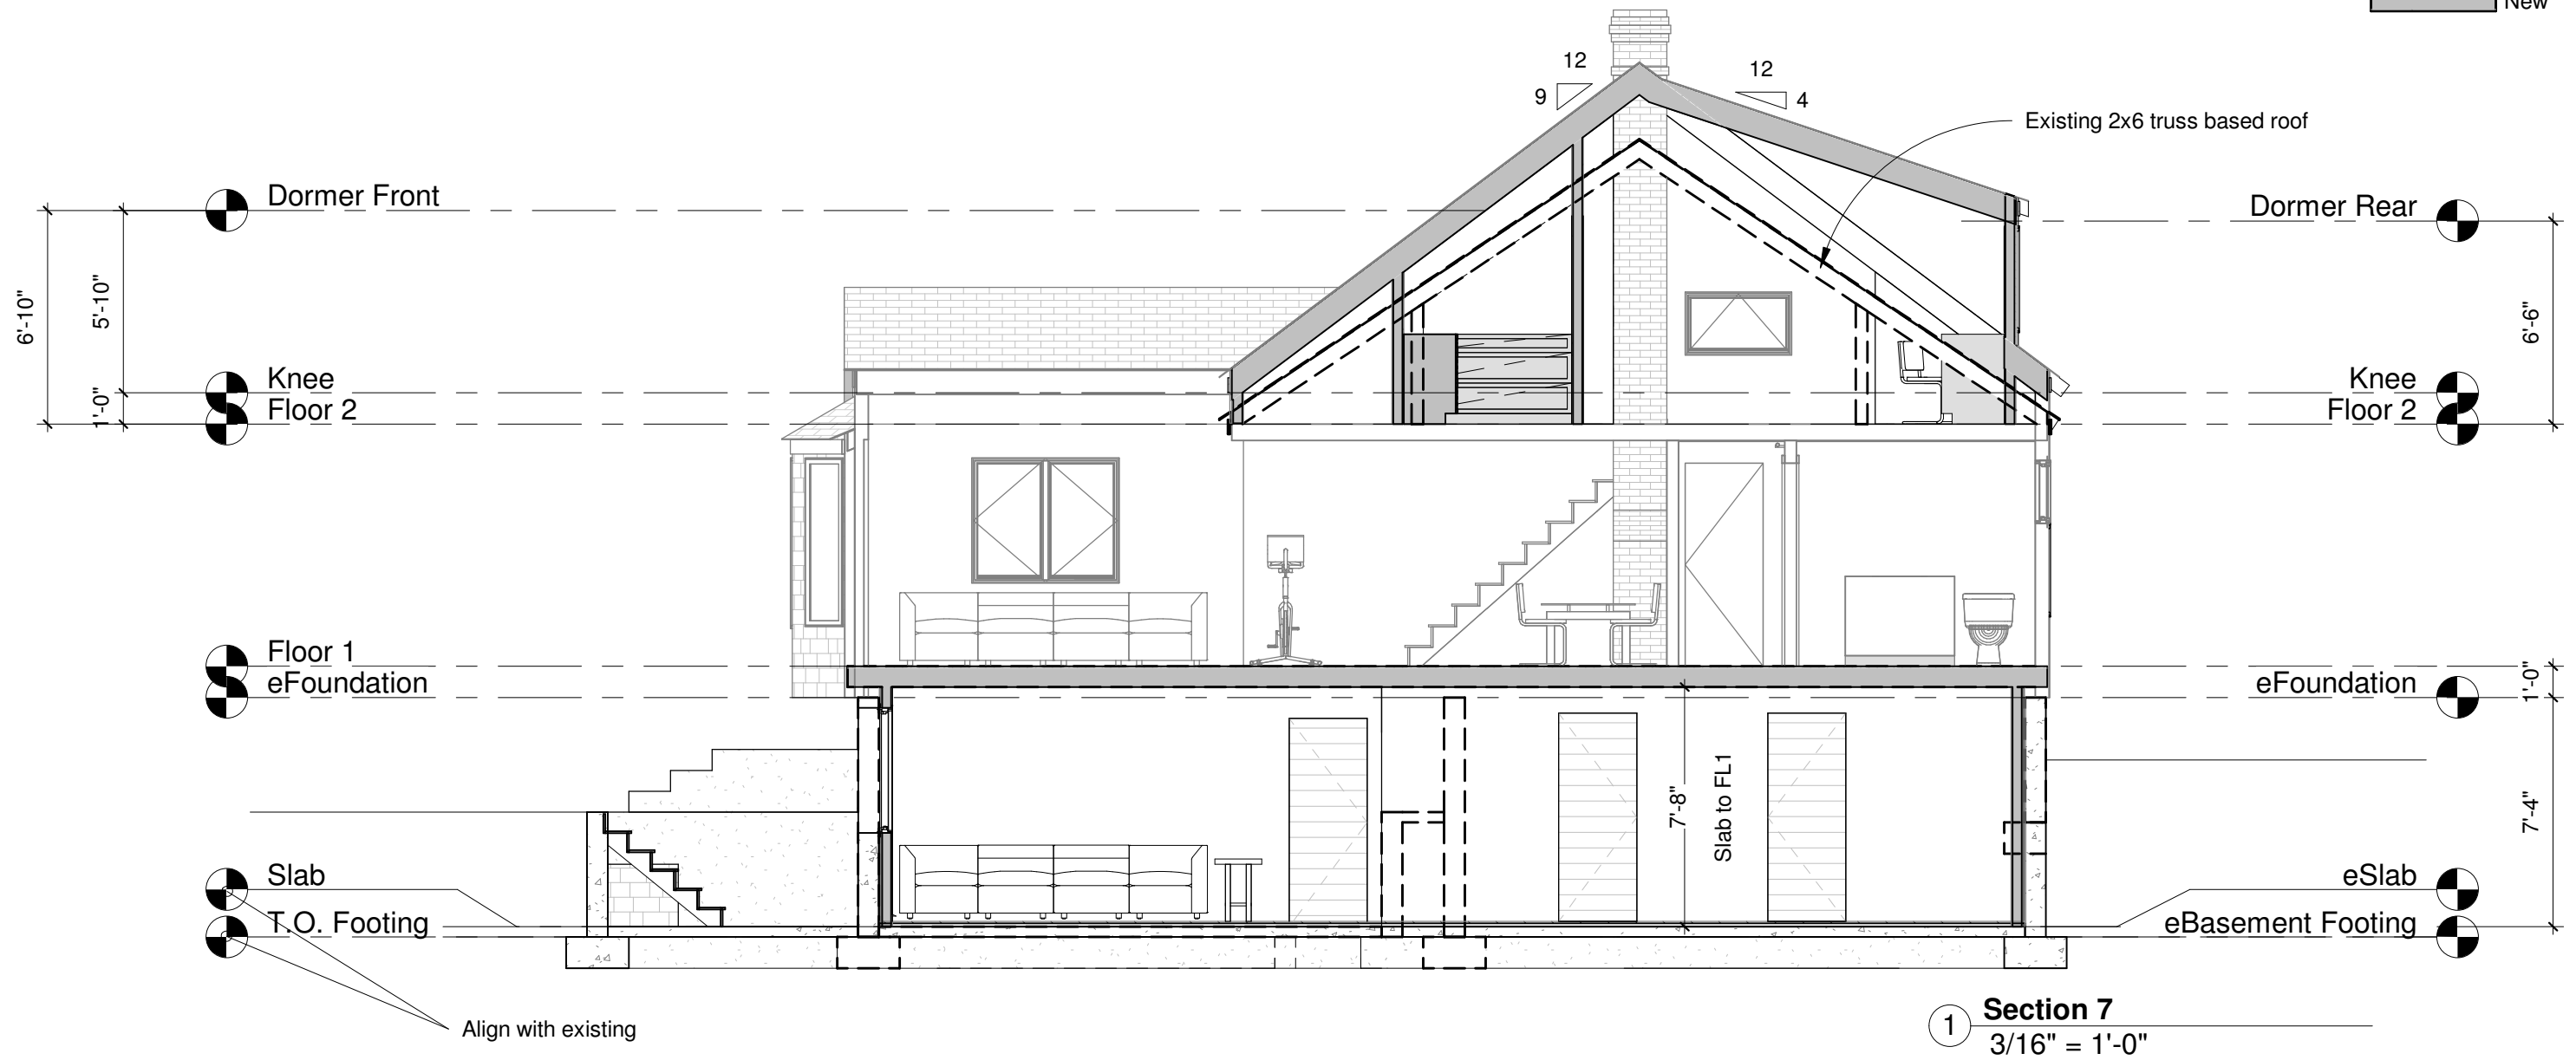 New
12
9
12
4
Existing 2x6 truss based roof
Dormer Front
Dormer Rear
6'-10"
5'-10"
1'-0"
6'-6"
Knee
Floor 2
Knee
Floor 2
Floor 1
eFoundation
eFoundation
1'-0"
7'-4"
7'-8"
Slab to FL1
Slab
T.O. Footing
eSlab
eBasement Footing
Align with existing
1
Section 7
3/16" = 1'-0"